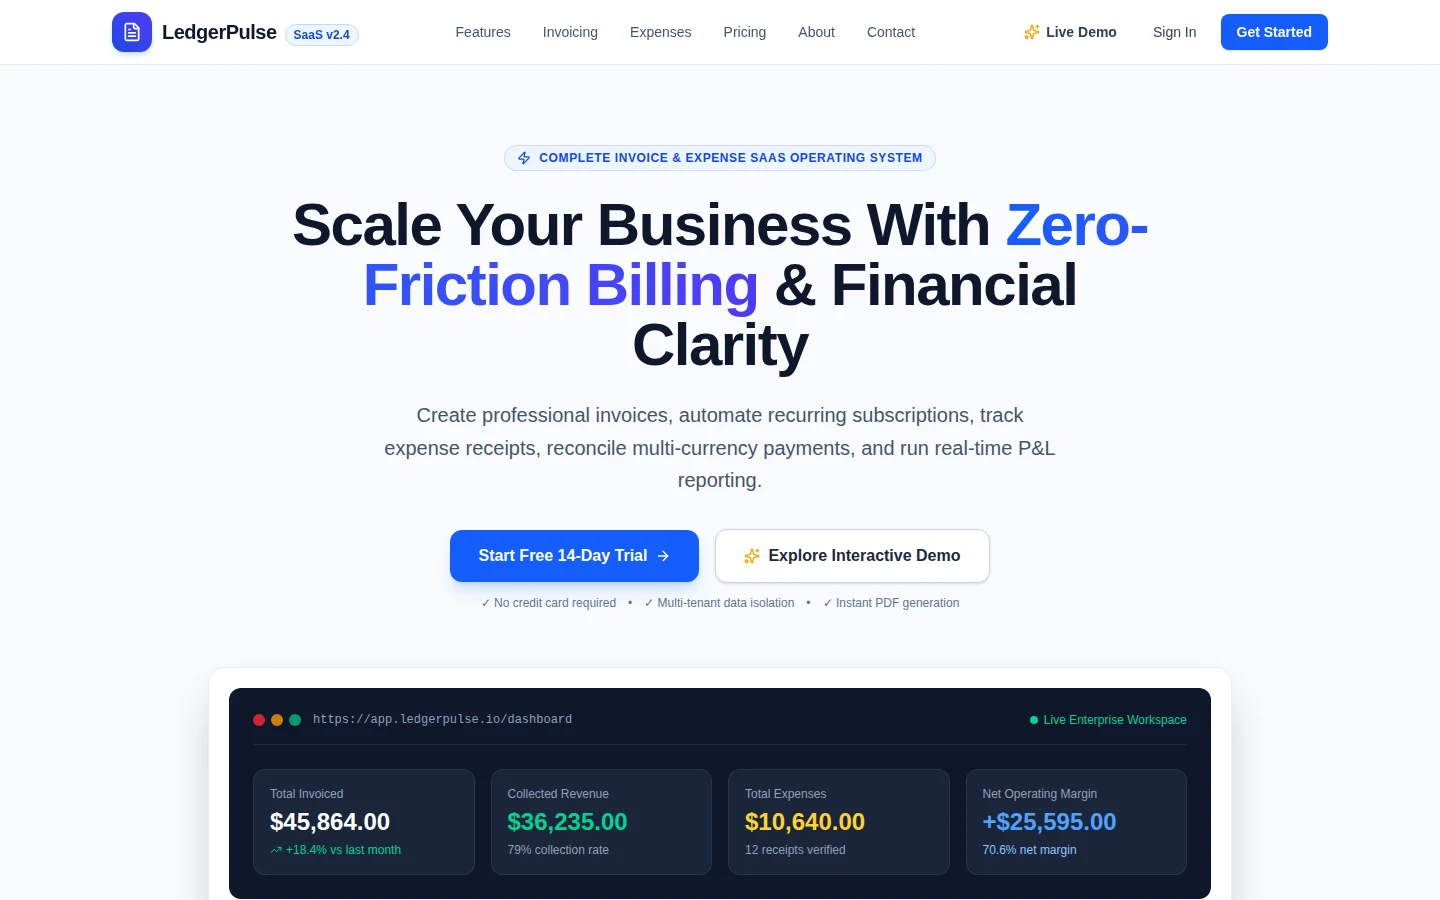 LedgerPulse SaaS v2.4 Features Invoicing Expenses Pricing About Contact Live Demo Sign In Get Started
COMPLETE INVOICE & EXPENSE SAAS OPERATING SYSTEM
Scale Your Business With Zero-
Friction Billing & Financial
Clarity
Create professional invoices, automate recurring subscriptions, track
expense receipts, reconcile multi-currency payments, and run real-time P&L
reporting.
Start Free 14-Day Trial → Explore Interactive Demo
✓ No credit card required • ✓ Multi-tenant data isolation • ✓ Instant PDF generation
https://app.ledgerpulse.io/dashboard Live Enterprise Workspace
Total Invoiced
$45,864.00
+18.4% vs last month
Collected Revenue
$36,235.00
79% collection rate
Total Expenses
$10,640.00
12 receipts verified
Net Operating Margin
+$25,595.00
70.6% net margin